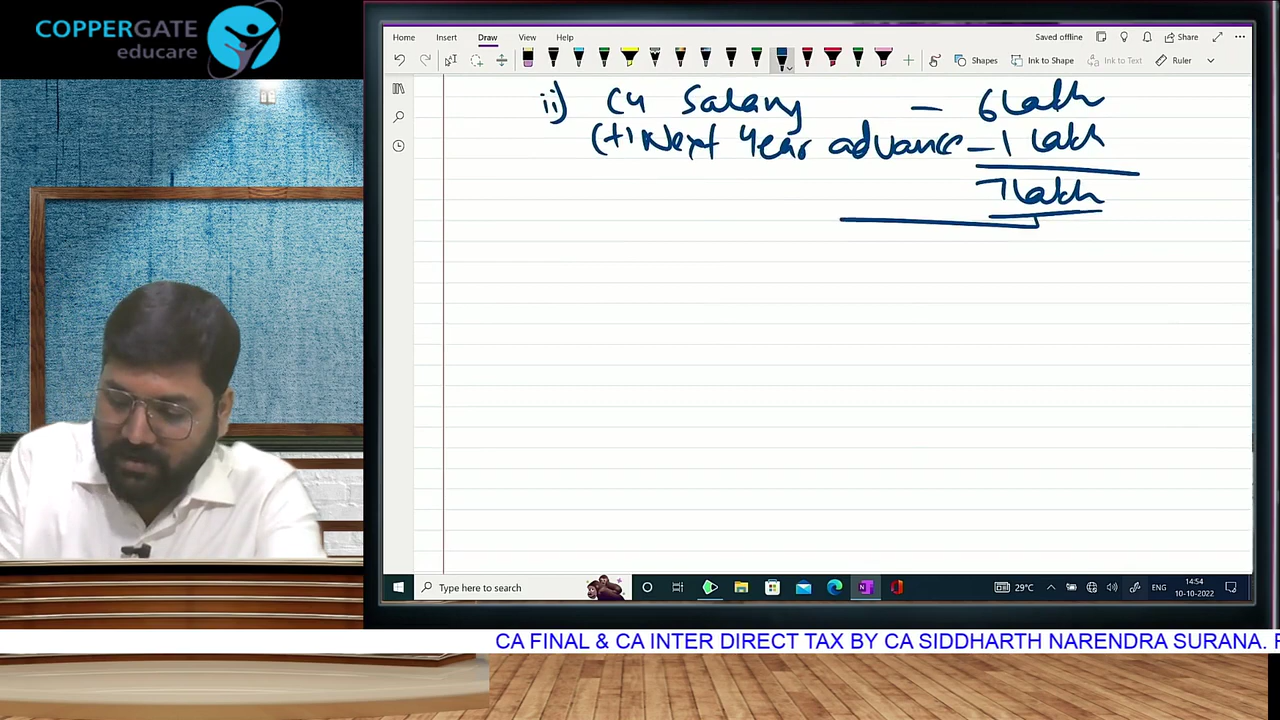 COPPERGATE
educare
Home Insert Draw View Help
Saved offline
Share
Shapes
Ink to Shape
Ink to Text
Ruler
ii) Cy Salary - 6 lakh
(+) Next Year advance - 1 lakh
7 lakh
Type here to search
29°C
ENG
14:54
10-10-2022
CA FINAL & CA INTER DIRECT TAX BY CA SIDDHARTH NARENDRA SURANA. F